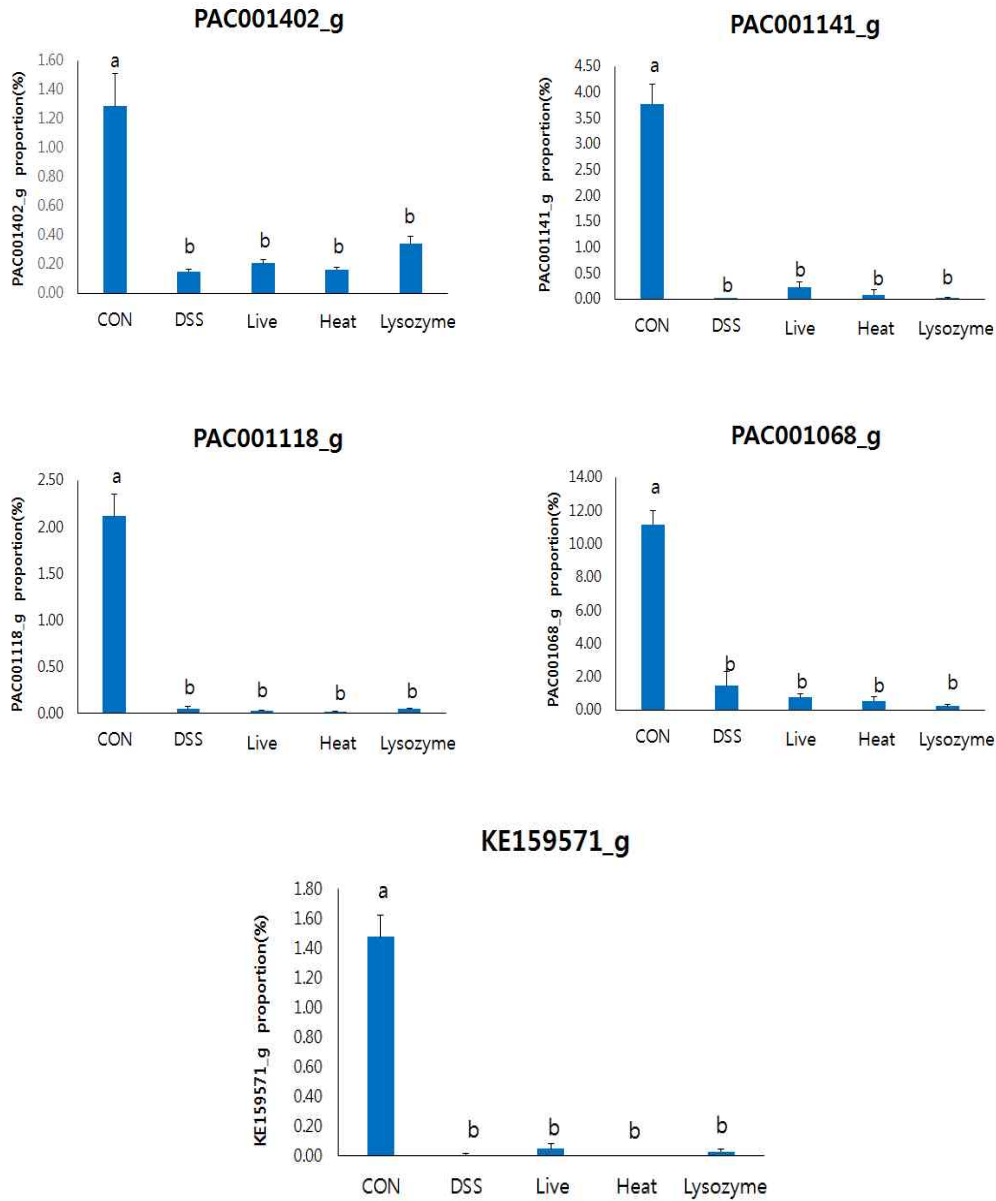 PAC001402_g
PAC001402_g proportion(%)
1.60
1.40
1.20
1.00
0.80
0.60
0.40
0.20
0.00
a
b
b
b
b
CON
DSS
Live
Heat
Lysozyme
PAC001141_g
PAC001141_g proportion(%)
4.50
4.00
3.50
3.00
2.50
2.00
1.50
1.00
0.50
0.00
a
b
b
b
b
CON
DSS
Live
Heat
Lysozyme
PAC001118_g
PAC001118_g proportion(%)
2.50
2.00
1.50
1.00
0.50
0.00
a
b
b
b
b
CON
DSS
Live
Heat
Lysozyme
PAC001068_g
PAC001068_g proportion(%)
14.00
12.00
10.00
8.00
6.00
4.00
2.00
0.00
a
b
b
b
b
CON
DSS
Live
Heat
Lysozyme
KE159571_g
KE159571_g proportion(%)
1.80
1.60
1.40
1.20
1.00
0.80
0.60
0.40
0.20
0.00
a
b
b
b
b
CON
DSS
Live
Heat
Lysozyme